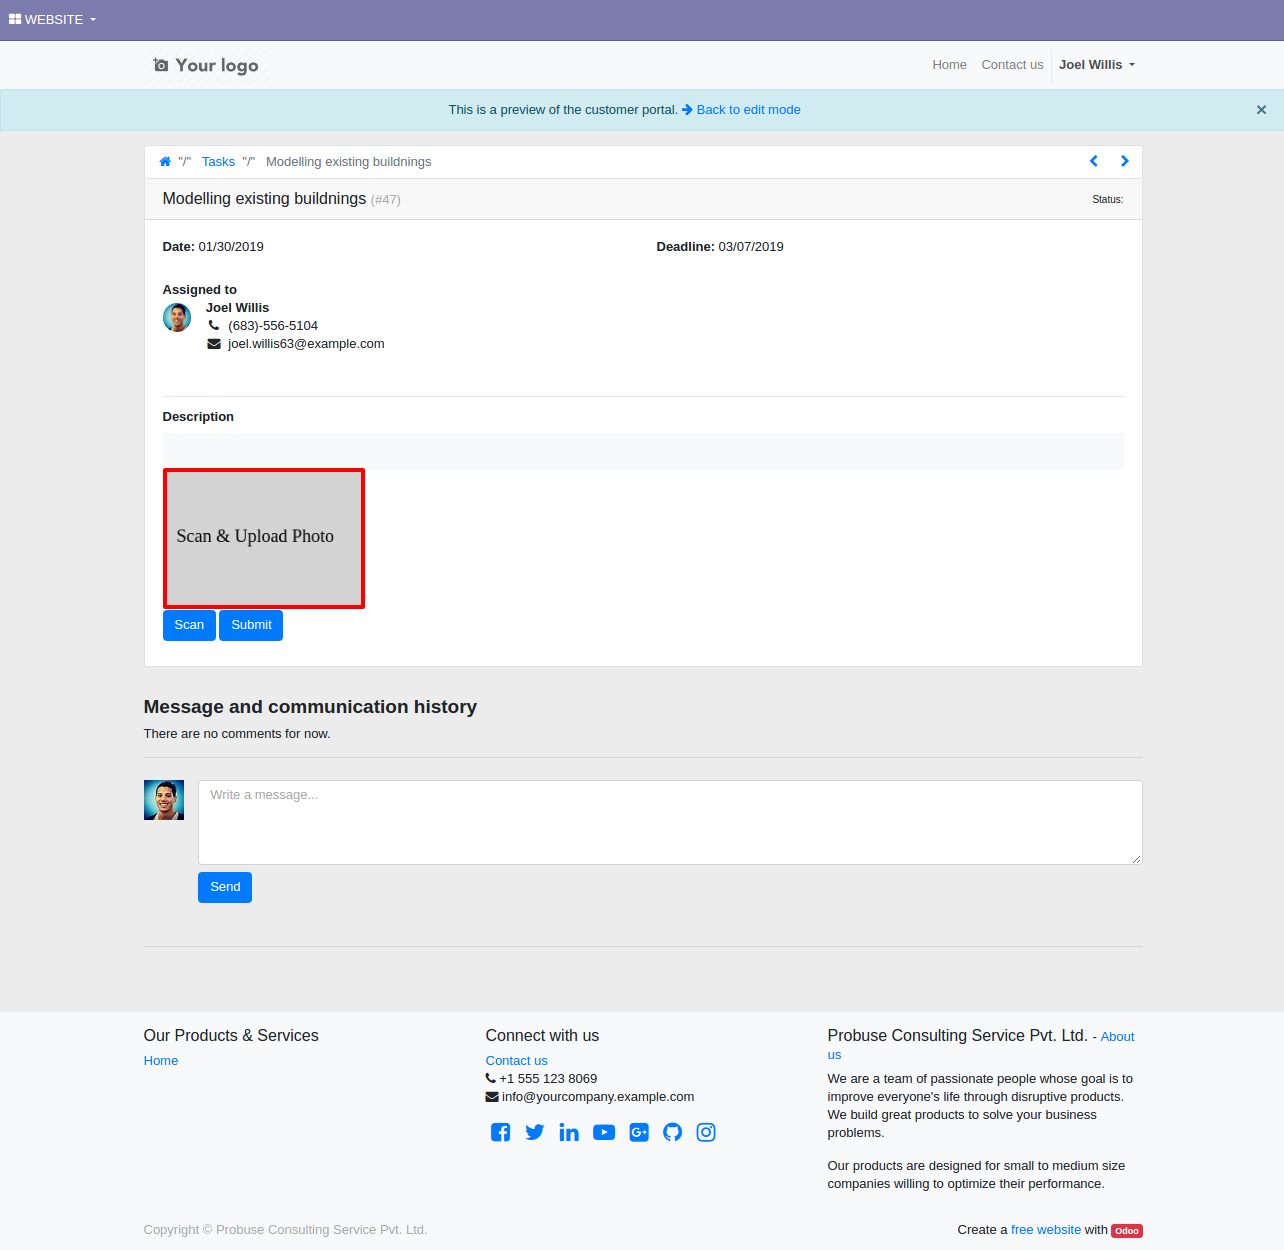 WEBSITE
Your logo
Home Contact us Joel Willis
This is a preview of the customer portal. Back to edit mode ×
"/" Tasks "/" Modelling existing buildnings
Modelling existing buildnings (#47) Status:
Date: 01/30/2019 Deadline: 03/07/2019
Assigned to
Joel Willis
(683)-556-5104
joel.willis63@example.com
Description
Scan & Upload Photo
Scan Submit
Message and communication history
There are no comments for now.
Write a message...
Send
Our Products & Services
Home
Connect with us
Contact us
+1 555 123 8069
info@yourcompany.example.com
Probuse Consulting Service Pvt. Ltd. - About
us
We are a team of passionate people whose goal is to
improve everyone's life through disruptive products.
We build great products to solve your business
problems.
Our products are designed for small to medium size
companies willing to optimize their performance.
Copyright © Probuse Consulting Service Pvt. Ltd.
Create a free website with Odoo